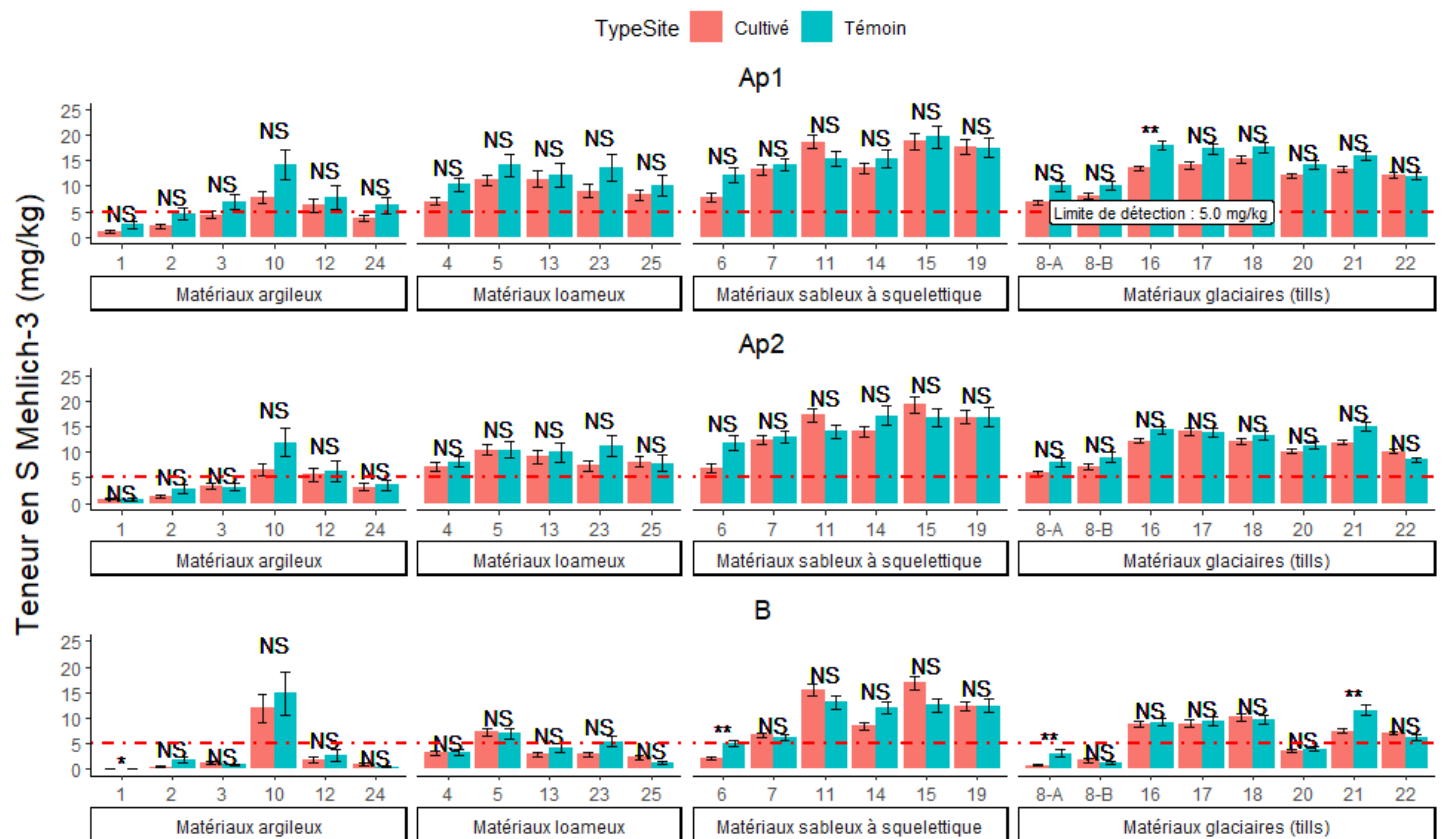 TypeSite Cultivé Témoin
Teneur en S Mehlich-3 (mg/kg)
Ap1
25
20
15
10
5
0
NS NS NS NS NS NS
NS NS NS NS NS
NS NS NS NS NS NS
NS NS ** NS NS NS NS NS
Limite de détection : 5.0 mg/kg
1 2 3 10 12 24
4 5 13 23 25
6 7 11 14 15 19
8-A 8-B 16 17 18 20 21 22
Matériaux argileux
Matériaux loameux
Matériaux sableux à squelettique
Matériaux glaciaires (tills)
Ap2
25
20
15
10
5
0
NS NS NS NS NS NS
NS NS NS NS NS
NS NS NS NS NS NS
NS NS NS NS NS NS NS NS
1 2 3 10 12 24
4 5 13 23 25
6 7 11 14 15 19
8-A 8-B 16 17 18 20 21 22
Matériaux argileux
Matériaux loameux
Matériaux sableux à squelettique
Matériaux glaciaires (tills)
B
25
20
15
10
5
0
* NS NS NS NS NS
NS NS NS NS NS
** NS NS NS NS NS
** NS NS NS NS NS ** NS
1 2 3 10 12 24
4 5 13 23 25
6 7 11 14 15 19
8-A 8-B 16 17 18 20 21 22
Matériaux argileux
Matériaux loameux
Matériaux sableux à squelettique
Matériaux glaciaires (tills)